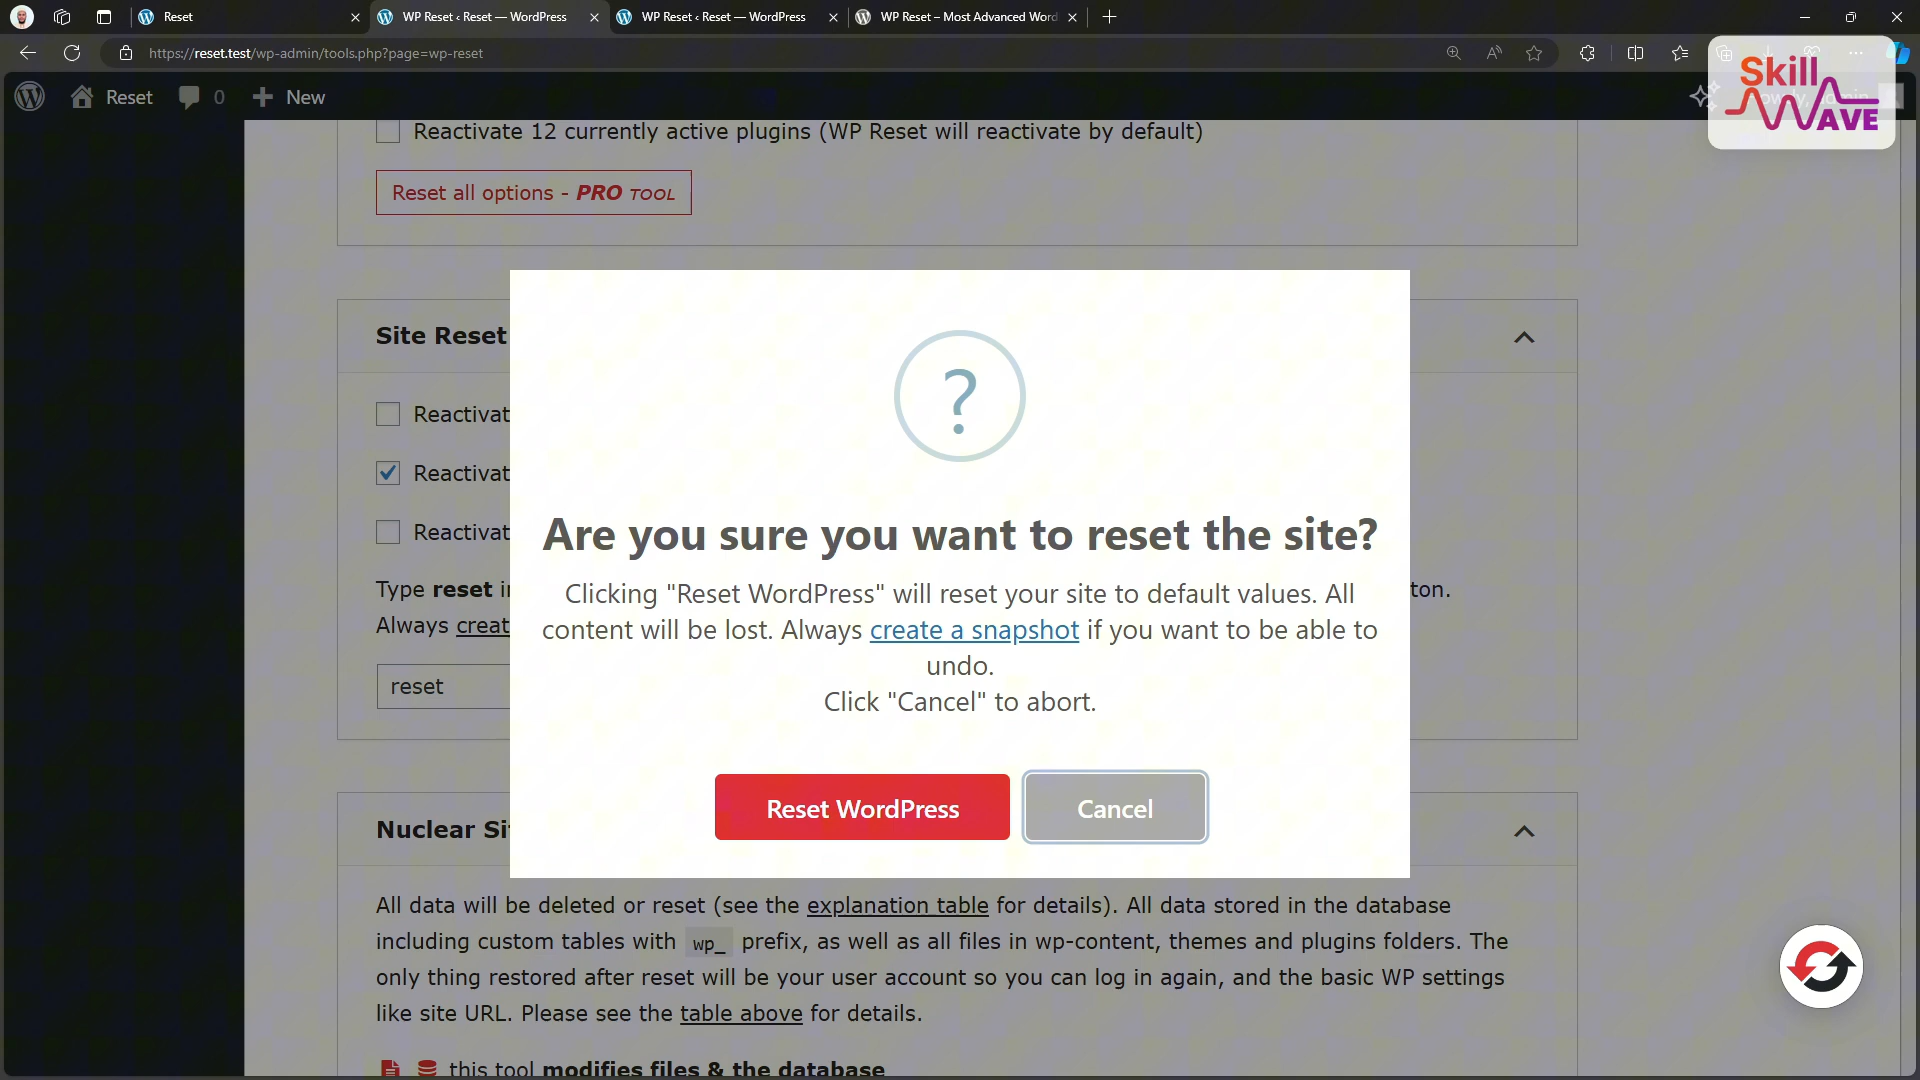 Reset
WP Reset ‹ Reset — WordPress
WP Reset ‹ Reset — WordPress
WP Reset – Most Advanced Word
https://reset.test/wp-admin/tools.php?page=wp-reset
Skill
WAVE
Reset
0
New
Reactivate 12 currently active plugins (WP Reset will reactivate by default)
Reset all options - PRO TOOL
Site Reset
Reactivat
Reactivat
Reactivat
Type reset i
ton.
Always creat
reset
?
Are you sure you want to reset the site?
Clicking "Reset WordPress" will reset your site to default values. All
content will be lost. Always create a snapshot if you want to be able to
undo.
Click "Cancel" to abort.
Reset WordPress
Cancel
Nuclear Si
All data will be deleted or reset (see the explanation table for details). All data stored in the database
including custom tables with wp_ prefix, as well as all files in wp-content, themes and plugins folders. The
only thing restored after reset will be your user account so you can log in again, and the basic WP settings
like site URL. Please see the table above for details.
this tool modifies files & the database